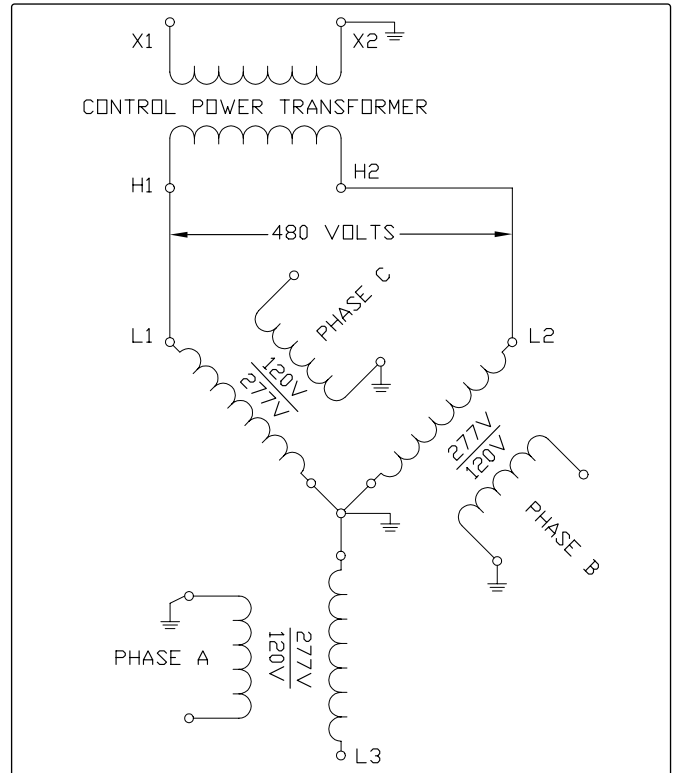 X1
X2
CONTROL POWER TRANSFORMER
H1
H2
480 VOLTS
PHASE C
L1
L2
120V
277V
277V
120V
PHASE B
PHASE A
277V
120V
L3